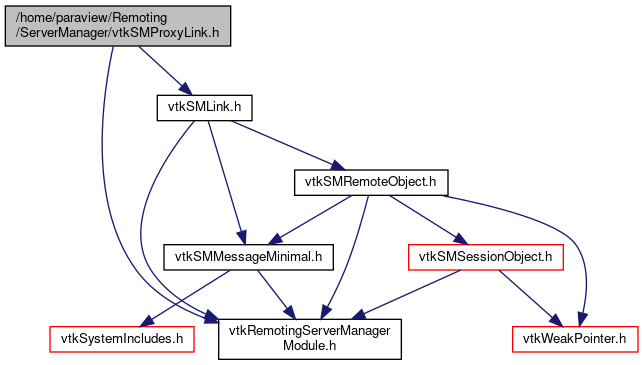 /home/paraview/Remoting
/ServerManager/vtkSMProxyLink.h
vtkSMLink.h
vtkSMRemoteObject.h
vtkSMMessageMinimal.h
vtkSMSessionObject.h
vtkSystemIncludes.h
vtkRemotingServerManager
Module.h
vtkWeakPointer.h